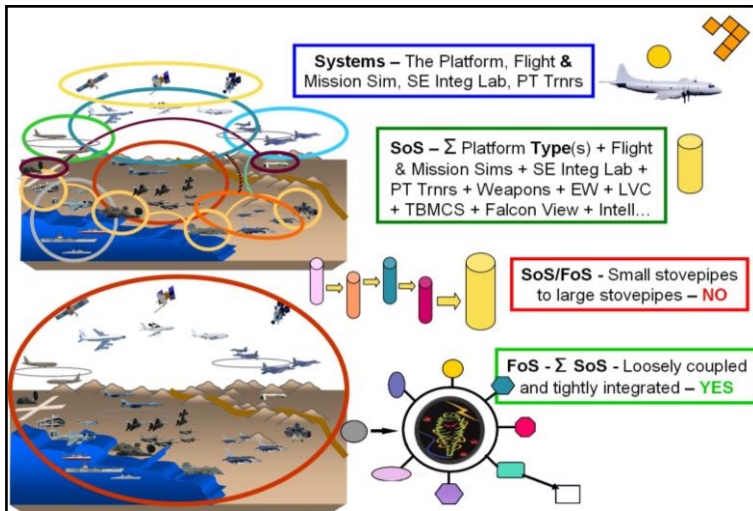 Systems – The Platform, Flight &
Mission Sim, SE Integ Lab, PT Trnrs
SoS – Σ Platform Type(s) + Flight
& Mission Sims + SE Integ Lab +
PT Trnrs + Weapons + EW + LVC
+ TBMCS + Falcon View + Intell...
SoS/FoS - Small stovepipes
to large stovepipes – NO
FoS - Σ SoS - Loosely coupled
and tightly integrated – YES